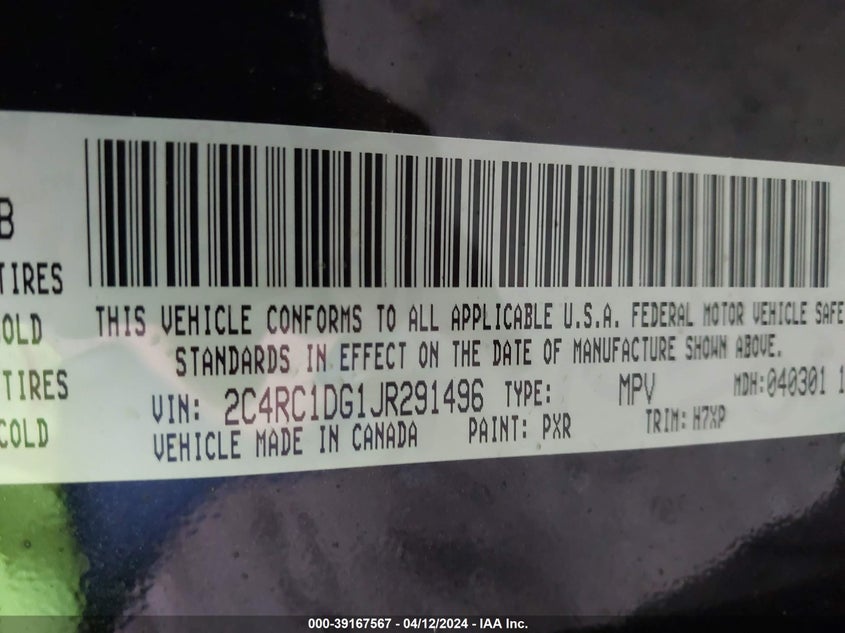 B
TIRES
COLD
TIRES
COLD
THIS VEHICLE CONFORMS TO ALL APPLICABLE U.S.A. FEDERAL MOTOR VEHICLE SAFE
STANDARDS IN EFFECT ON THE DATE OF MANUFACTURE SHOWN ABOVE.
VIN: 2C4RC1DG1JR291496 TYPE: MPV MDH:040301 1
VEHICLE MADE IN CANADA PAINT: PXR TRIM: H7XP
000-39167567 - 04/12/2024 - IAA Inc.